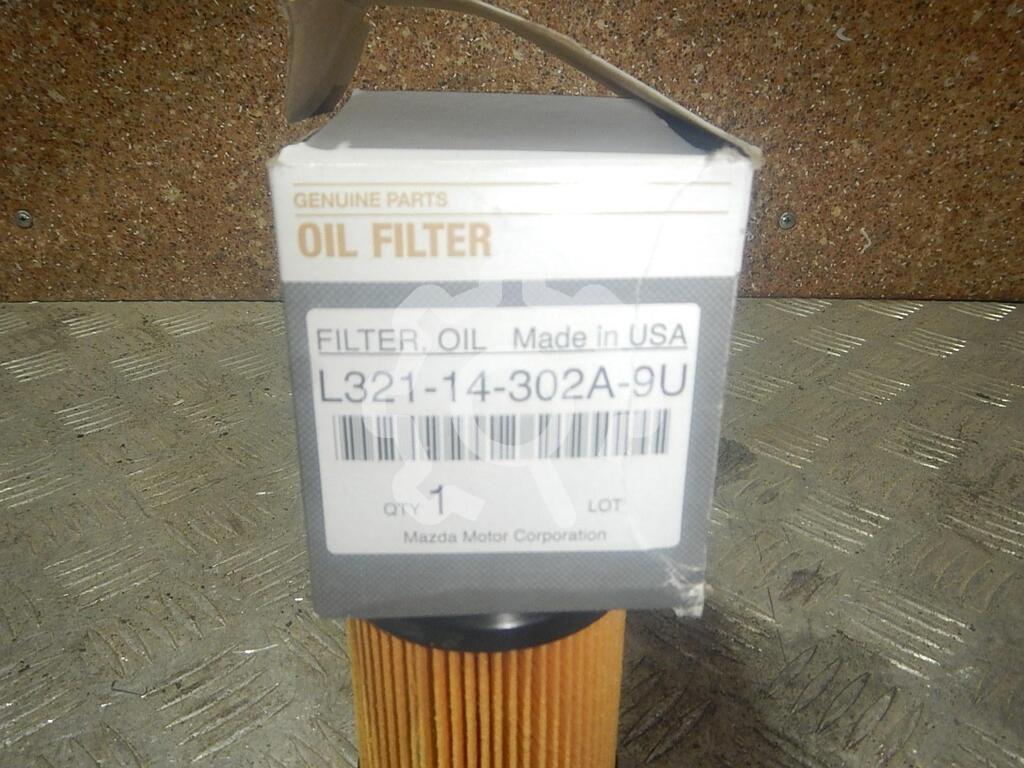 GENUINE PARTS
OIL FILTER
FILTER, OIL Made in USA
L321-14-302A-9U
QTY 1 LOT
Mazda Motor Corporation